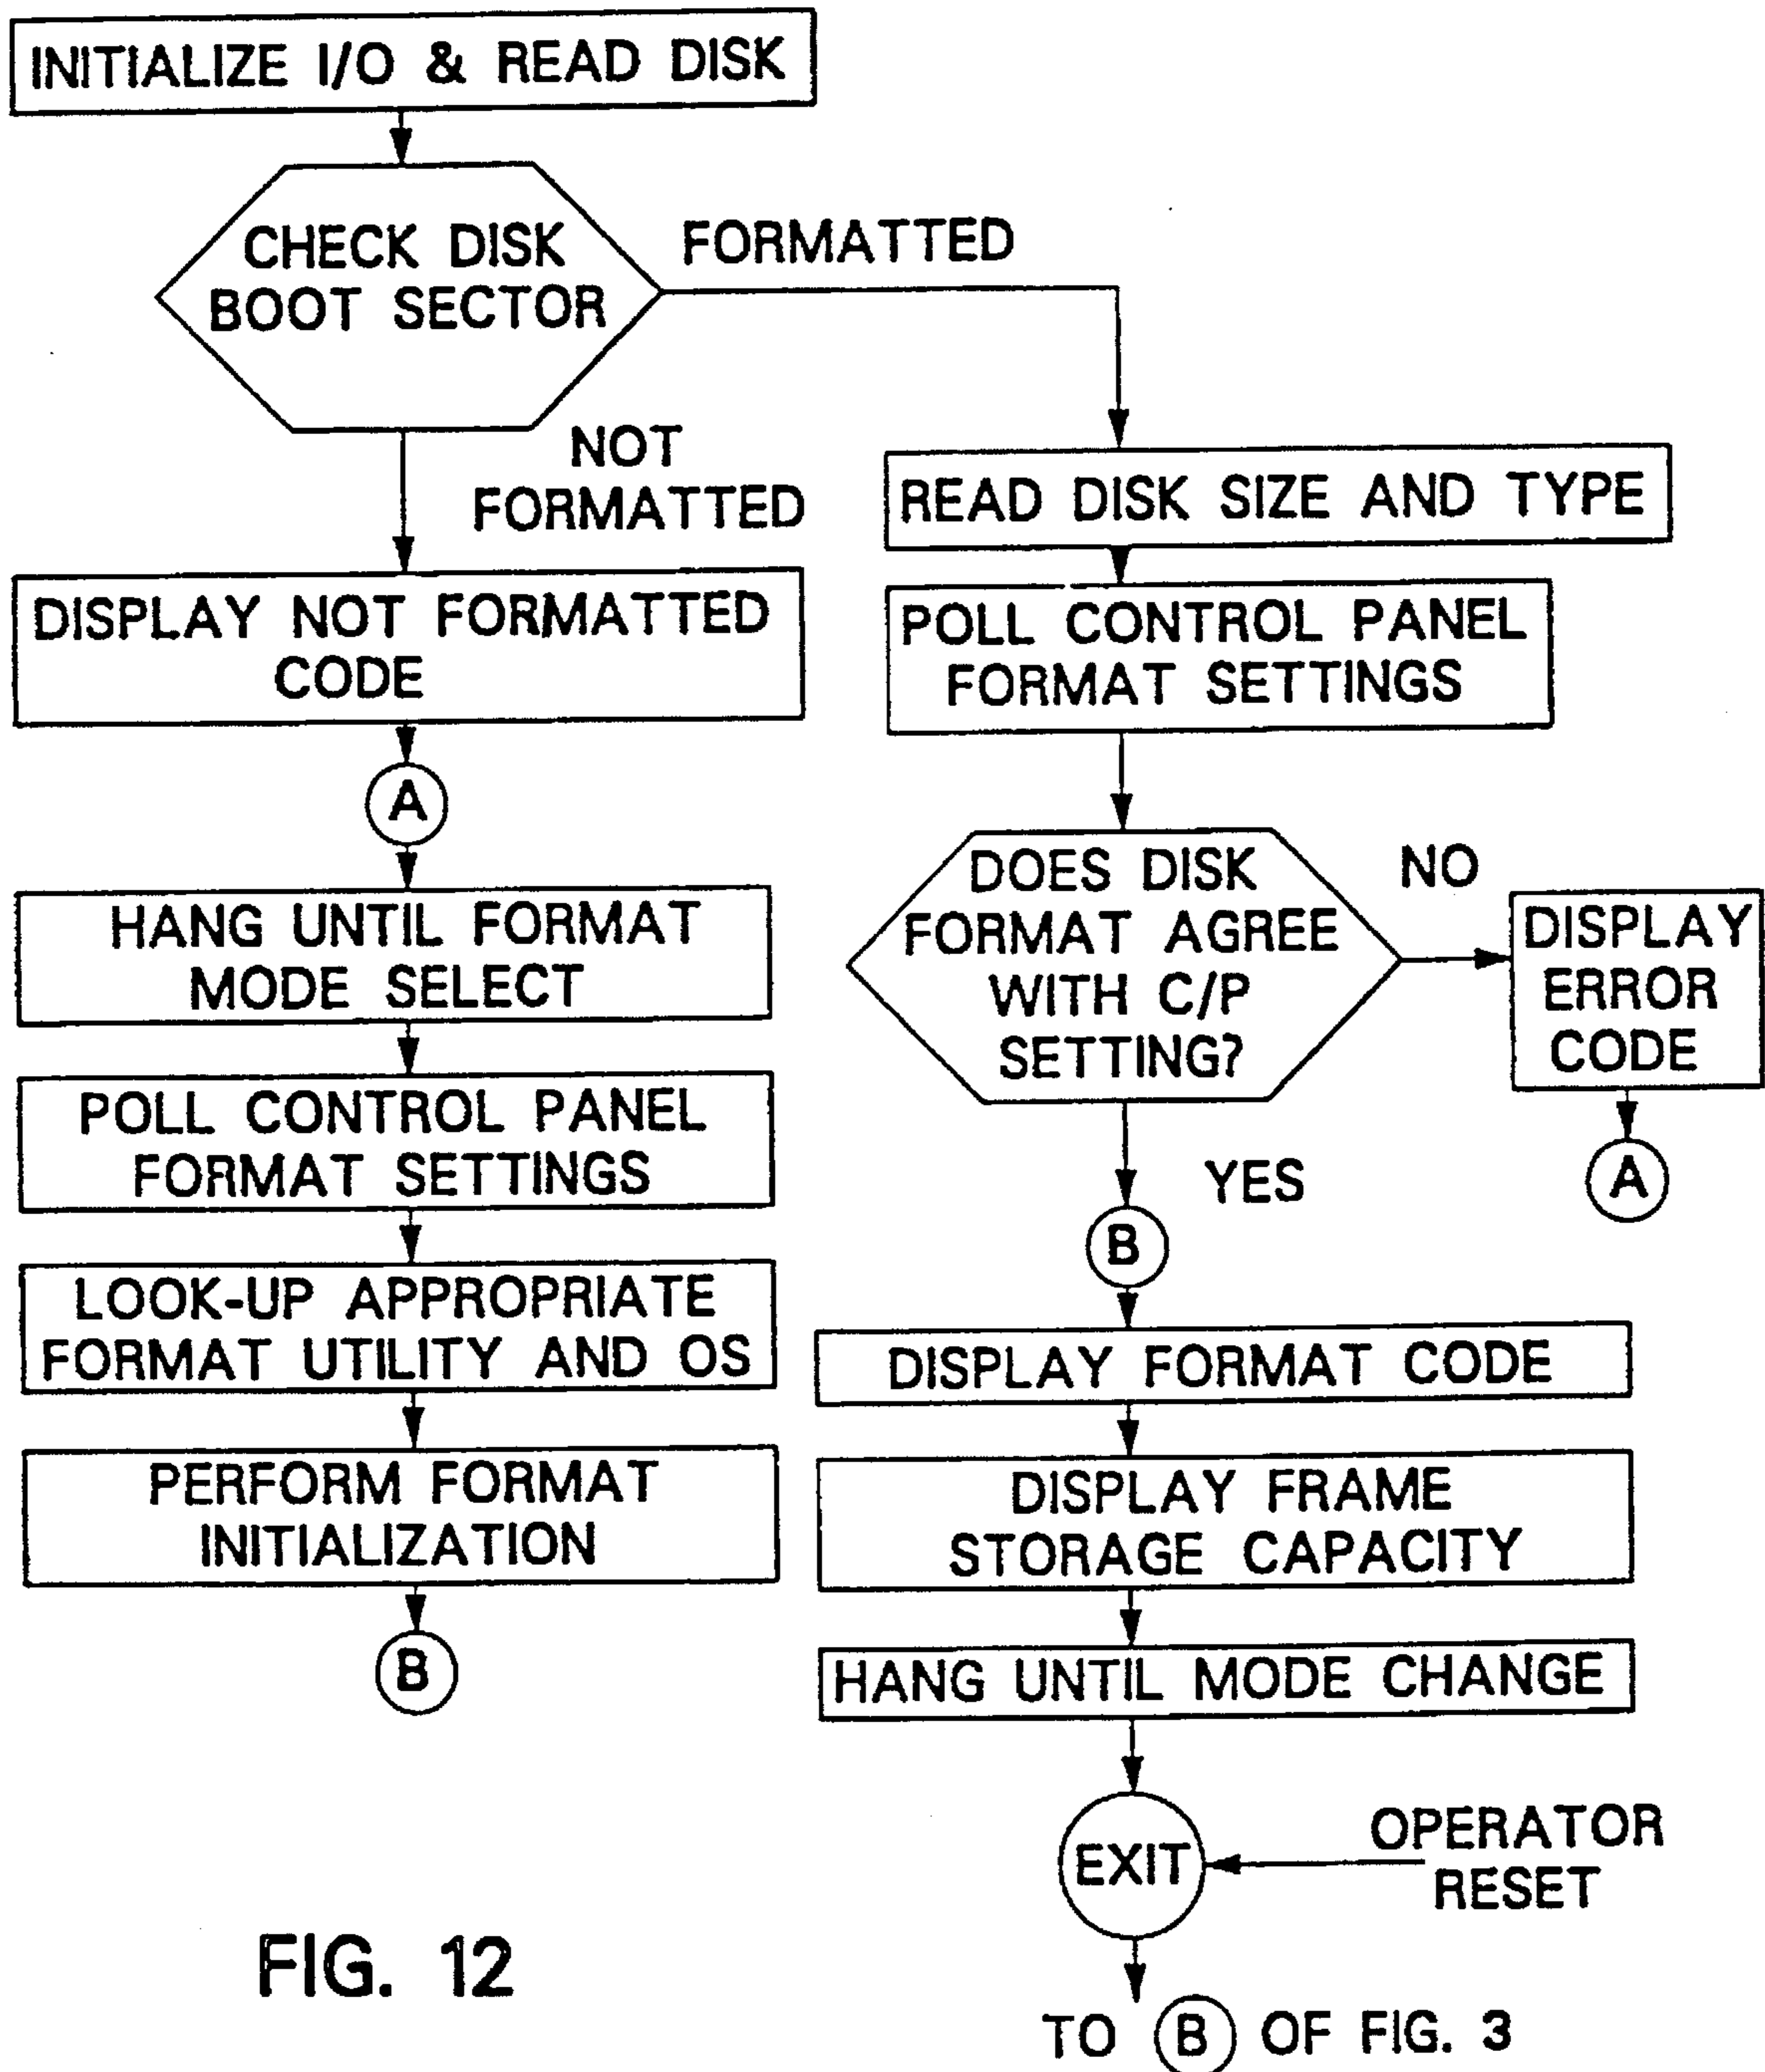 INITIALIZE I/O & READ DISK
CHECK DISK
BOOT SECTOR
FORMATTED
NOT
FORMATTED
DISPLAY NOT FORMATTED
CODE
A
HANG UNTIL FORMAT
MODE SELECT
POLL CONTROL PANEL
FORMAT SETTINGS
LOOK-UP APPROPRIATE
FORMAT UTILITY AND OS
PERFORM FORMAT
INITIALIZATION
B
READ DISK SIZE AND TYPE
POLL CONTROL PANEL
FORMAT SETTINGS
DOES DISK
FORMAT AGREE
WITH C/P
SETTING?
NO
DISPLAY
ERROR
CODE
A
YES
B
DISPLAY FORMAT CODE
DISPLAY FRAME
STORAGE CAPACITY
HANG UNTIL MODE CHANGE
EXIT
OPERATOR
RESET
TO B OF FIG. 3
FIG. 12